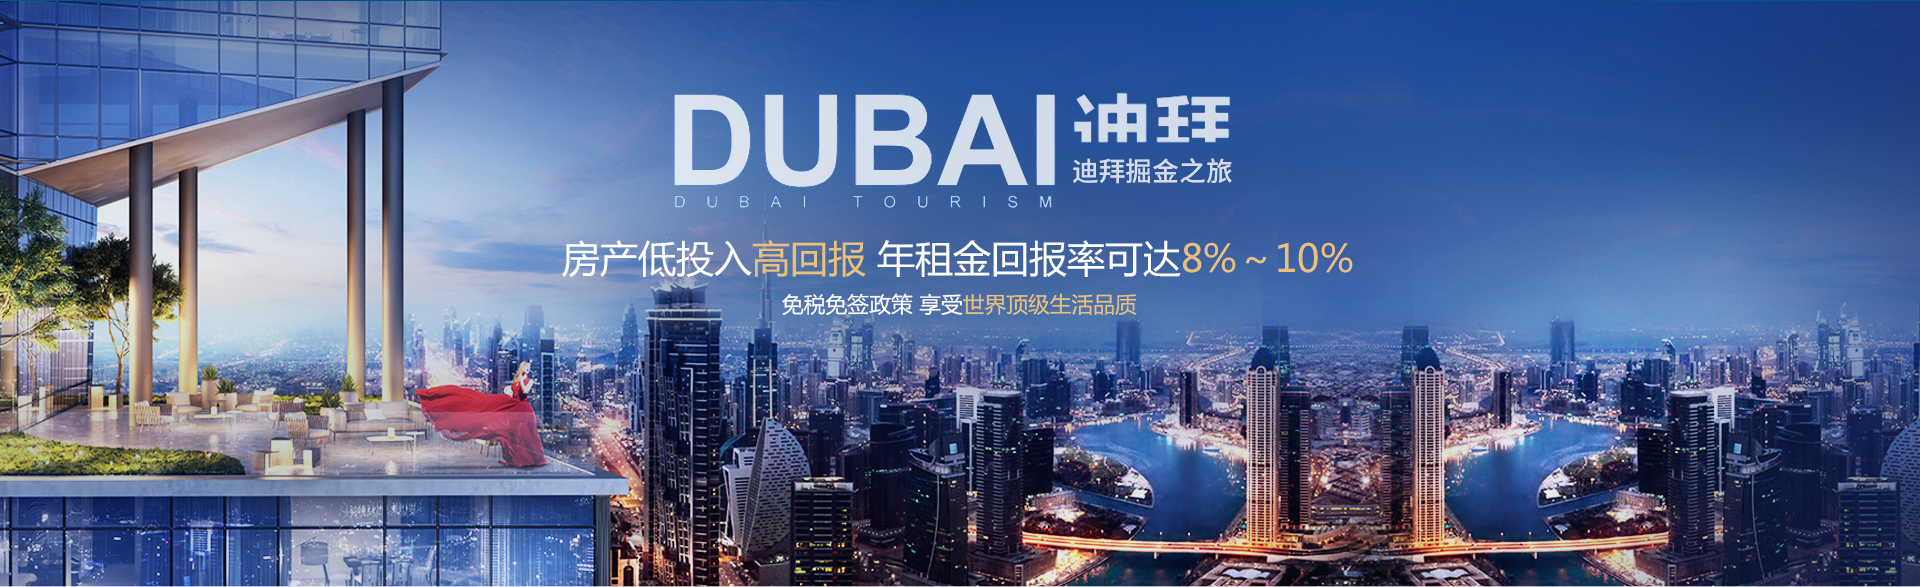 DUBAI 迪拜
迪拜掘金之旅
DUBAI TOURISM
房产低投入高回报 年租金回报率可达8%~10%
免税免签政策 享受世界顶级生活品质